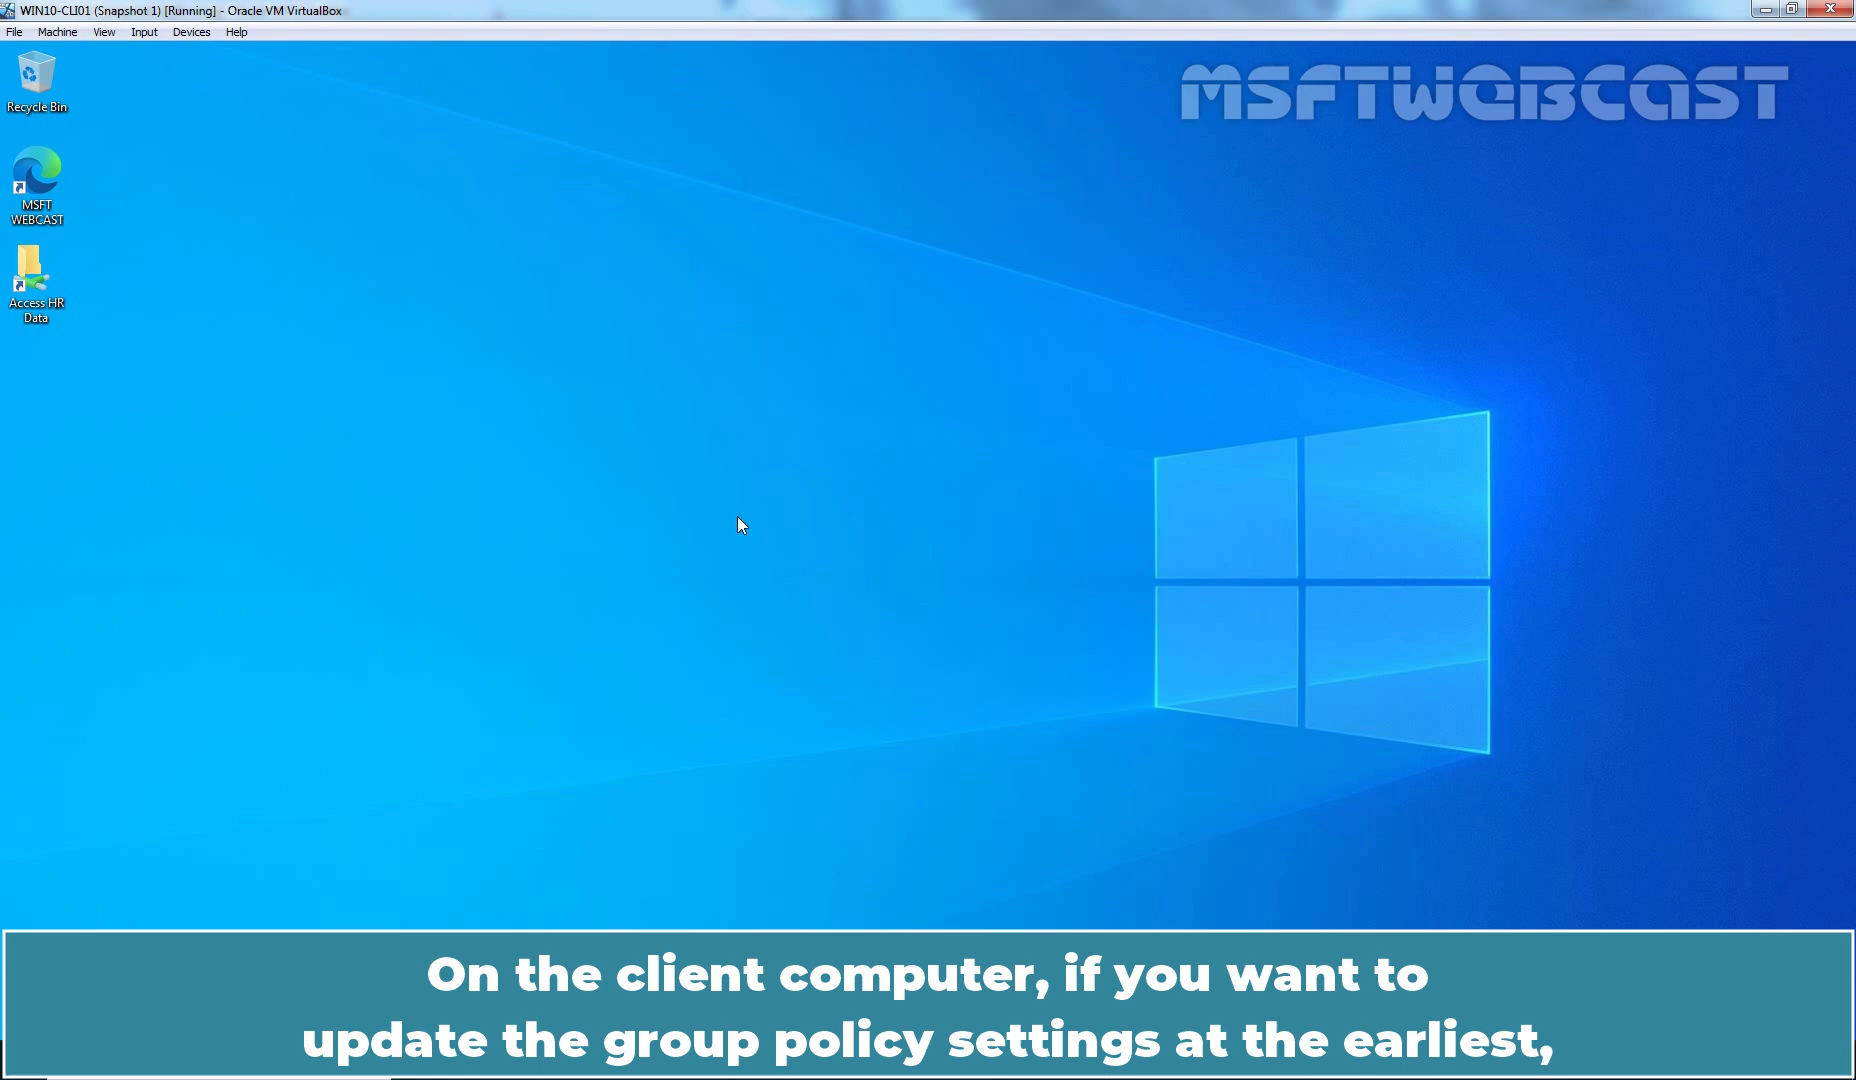 WIN10-CLI01 (Snapshot 1) [Running] - Oracle VM VirtualBox
File Machine View Input Devices Help
MSFTWEBCAST
Recycle Bin
MSFT
WEBCAST
Access HR
Data
On the client computer, if you want to
update the group policy settings at the earliest,